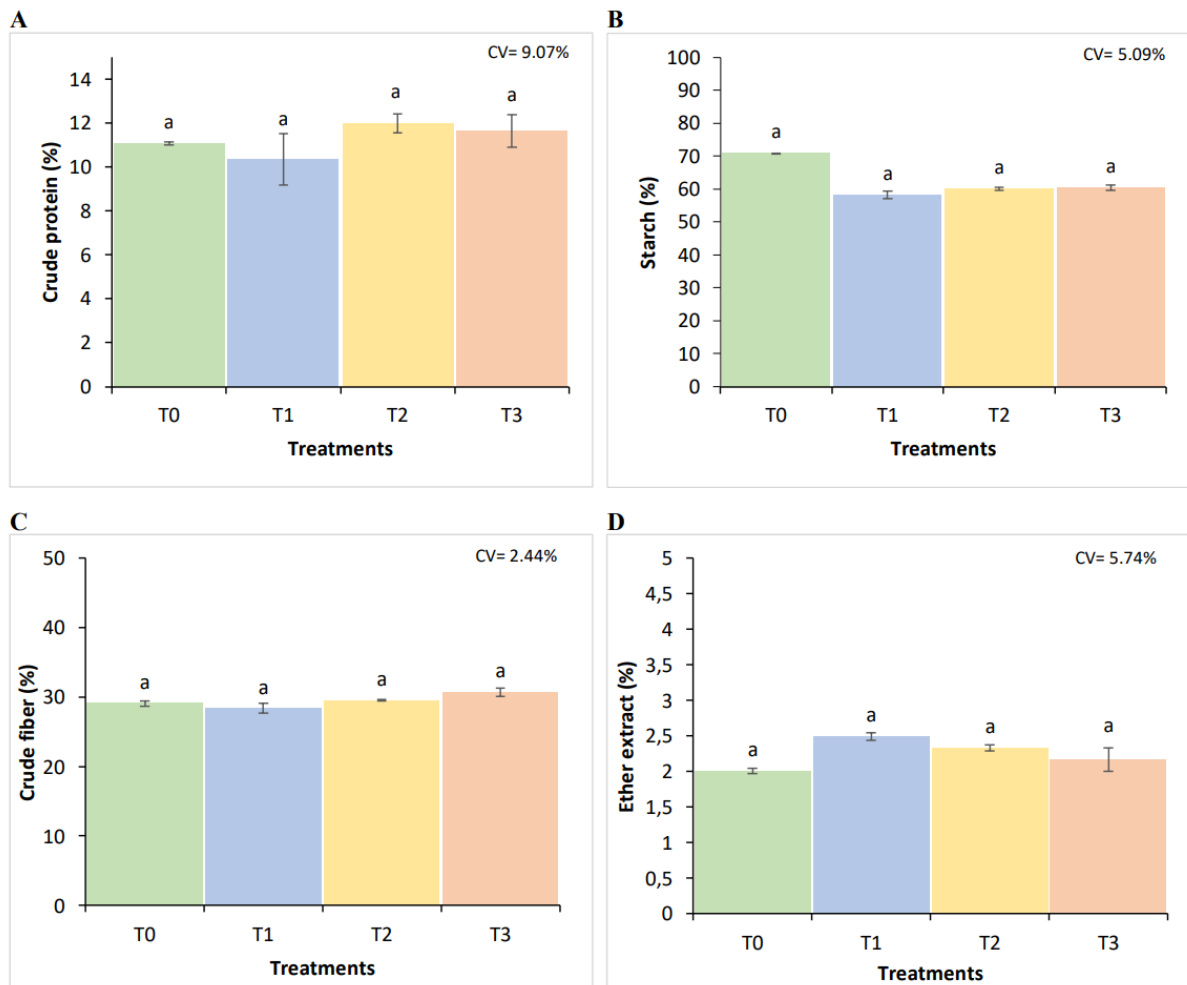 A
CV= 9.07%
14
12
10
8
6
4
2
0
a
a
a
a
Crude protein (%)
T0
T1
T2
T3
Treatments
B
CV= 5.09%
100
90
80
70
60
50
40
30
20
10
0
a
a
a
a
Starch (%)
T0
T1
T2
T3
Treatments
C
CV= 2.44%
50
40
30
20
10
0
a
a
a
a
Crude fiber (%)
T0
T1
T2
T3
Treatments
D
CV= 5.74%
5
4,5
4
3,5
3
2,5
2
1,5
1
0,5
0
a
a
a
a
Ether extract (%)
T0
T1
T2
T3
Treatments